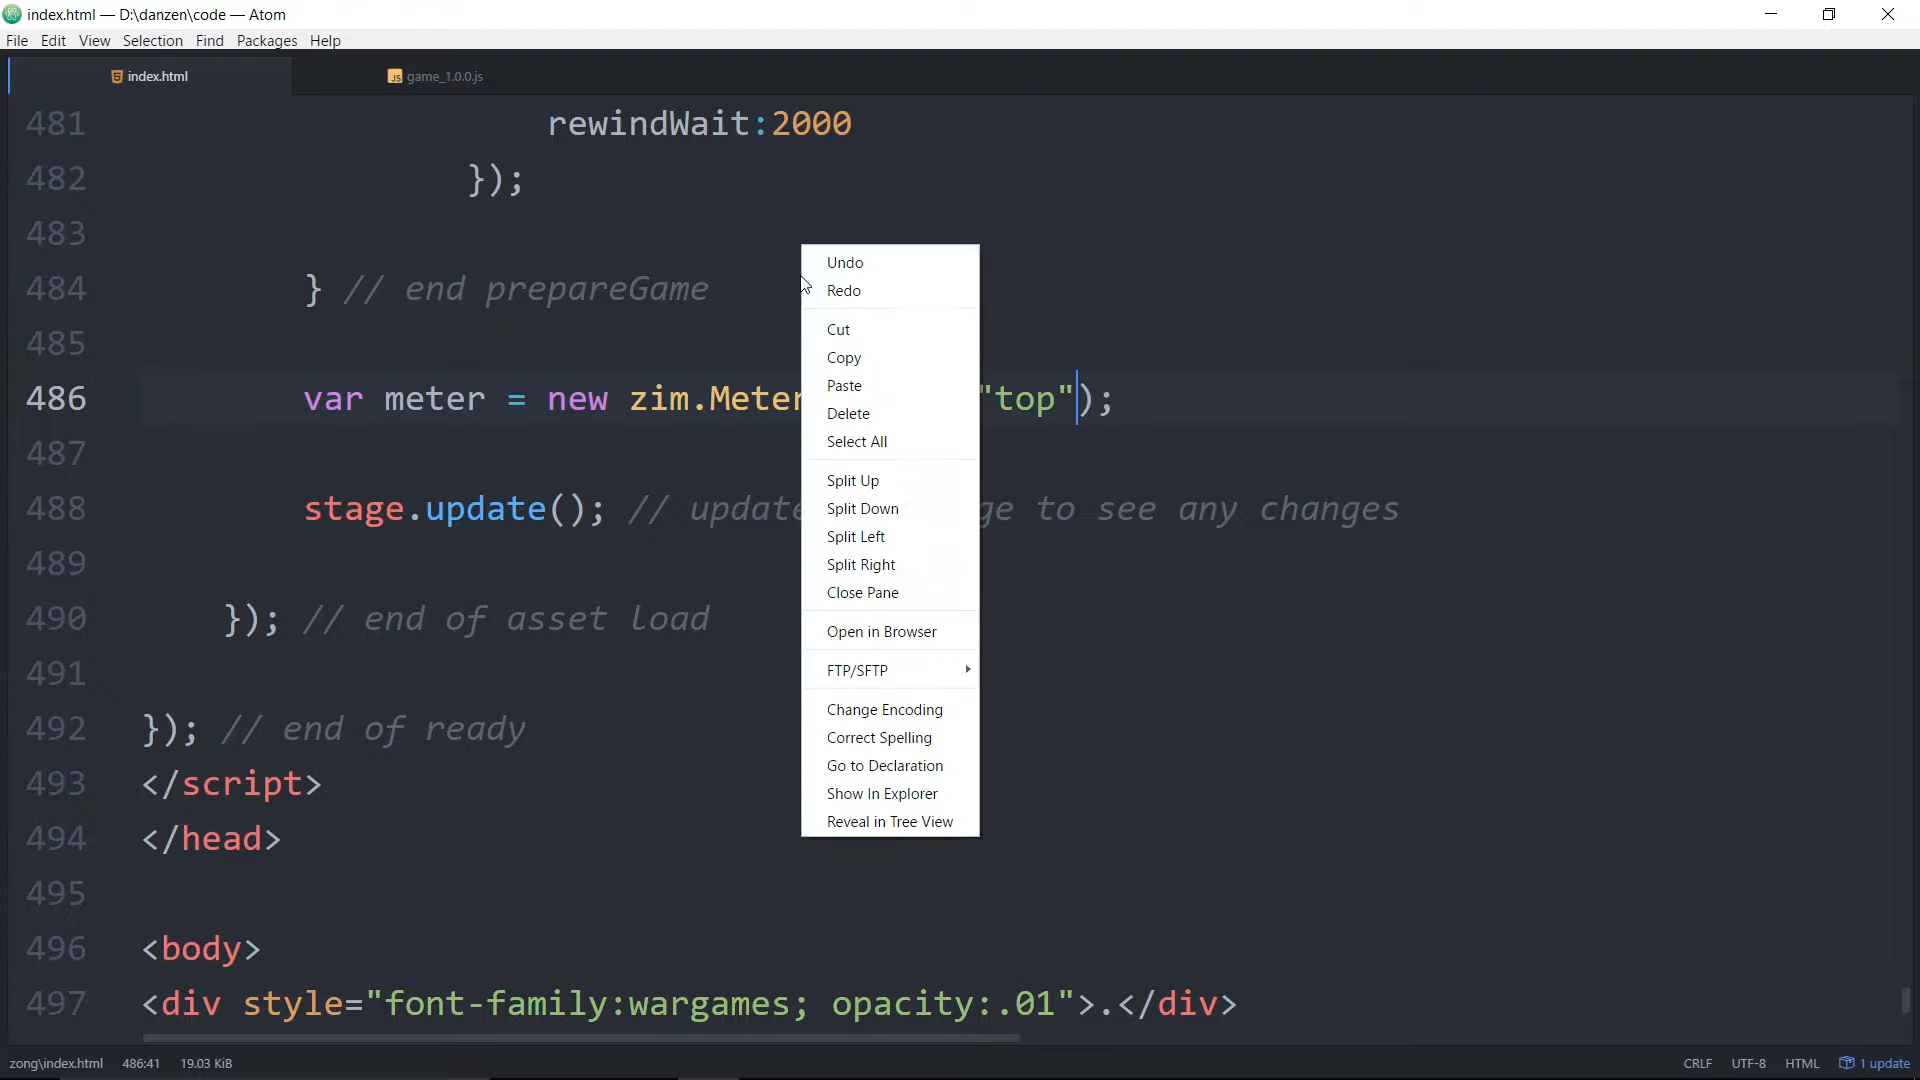 index.html — D:\danzen\code — Atom
File Edit View Selection Find Packages Help
index.html
JS game_1.0.0.js
481 rewindWait:2000
482 });
483
484 } // end prepareGame
485
486 var meter = new zim.Meter "top");
487
488 stage.update(); // update ge to see any changes
489
490 }); // end of asset load
491
492 }); // end of ready
493 </script>
494 </head>
495
496 <body>
497 <div style="font-family:wargames; opacity:.01">.</div>
Undo
Redo
Cut
Copy
Paste
Delete
Select All
Split Up
Split Down
Split Left
Split Right
Close Pane
Open in Browser
FTP/SFTP
Change Encoding
Correct Spelling
Go to Declaration
Show In Explorer
Reveal in Tree View
zong\index.html 486:41 19.03 KiB CRLF UTF-8 HTML 1 update